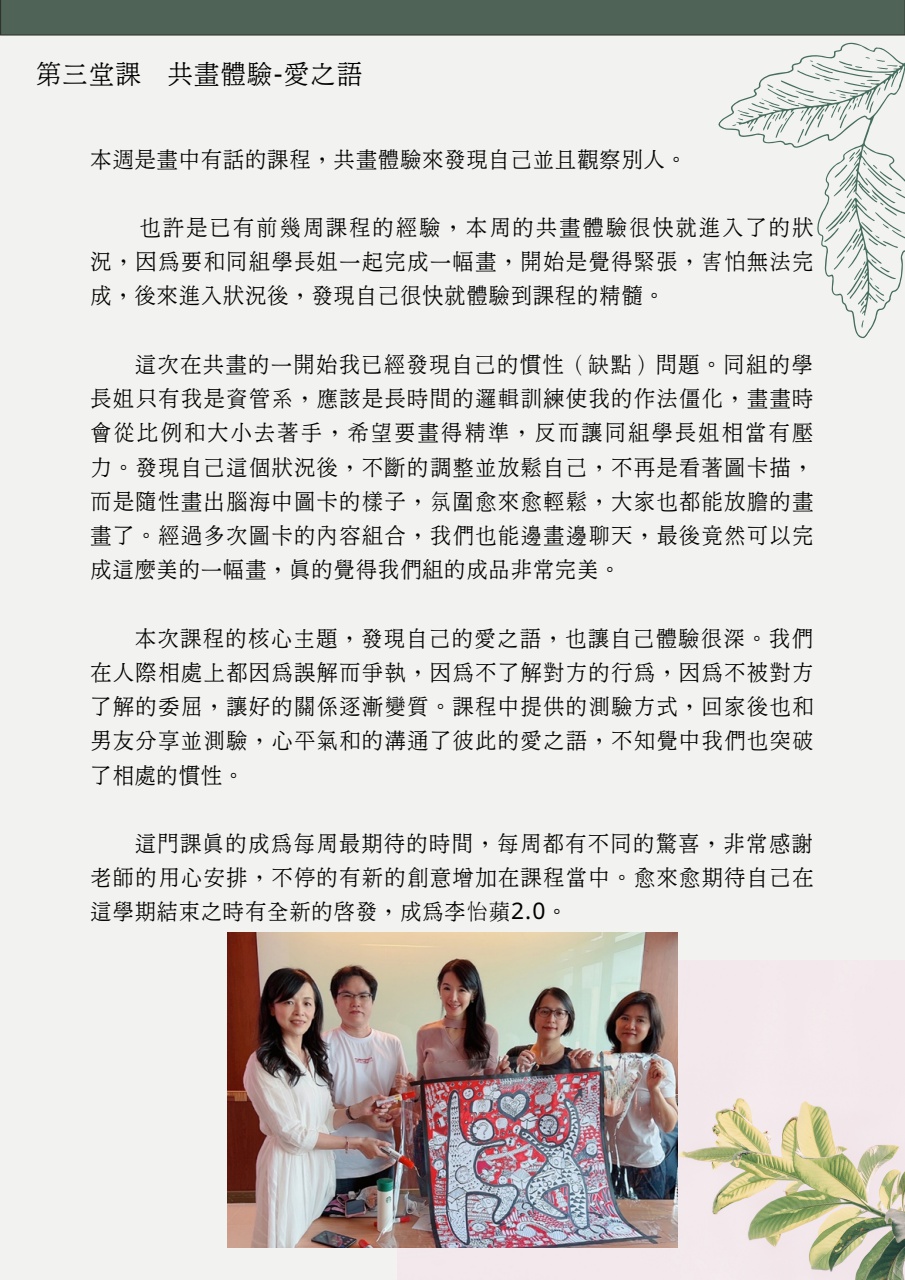 第三堂課　共畫體驗-愛之語
本週是畫中有話的課程，共畫體驗來發現自己並且觀察別人。
也許是已有前幾周課程的經驗，本周的共畫體驗很快就進入了的狀
況，因為要和同組學長姐一起完成一幅畫，開始是覺得緊張，害怕無法完
成，後來進入狀況後，發現自己很快就體驗到課程的精髓。
這次在共畫的一開始我已經發現自己的慣性（缺點）問題。同組的學
長姐只有我是資管系，應該是長時間的邏輯訓練使我的作法僵化，畫畫時
會從比例和大小去著手，希望要畫得精準，反而讓同組學長姐相當有壓
力。發現自己這個狀況後，不斷的調整並放鬆自己，不再是看著圖卡描，
而是隨性畫出腦海中圖卡的樣子，氛圍愈來愈輕鬆，大家也都能放膽的畫
畫了。經過多次圖卡的內容組合，我們也能邊畫邊聊天，最後竟然可以完
成這麼美的一幅畫，真的覺得我們組的成品非常完美。
本次課程的核心主題，發現自己的愛之語，也讓自己體驗很深。我們
在人際相處上都因為誤解而爭執，因為不了解對方的行為，因為不被對方
了解的委屈，讓好的關係逐漸變質。課程中提供的測驗方式，回家後也和
男友分享並測驗，心平氣和的溝通了彼此的愛之語，不知覺中我們也突破
了相處的慣性。
這門課真的成為每周最期待的時間，每周都有不同的驚喜，非常感謝
老師的用心安排，不停的有新的創意增加在課程當中。愈來愈期待自己在
這學期結束之時有全新的啓發，成為李怡蘋2.0。